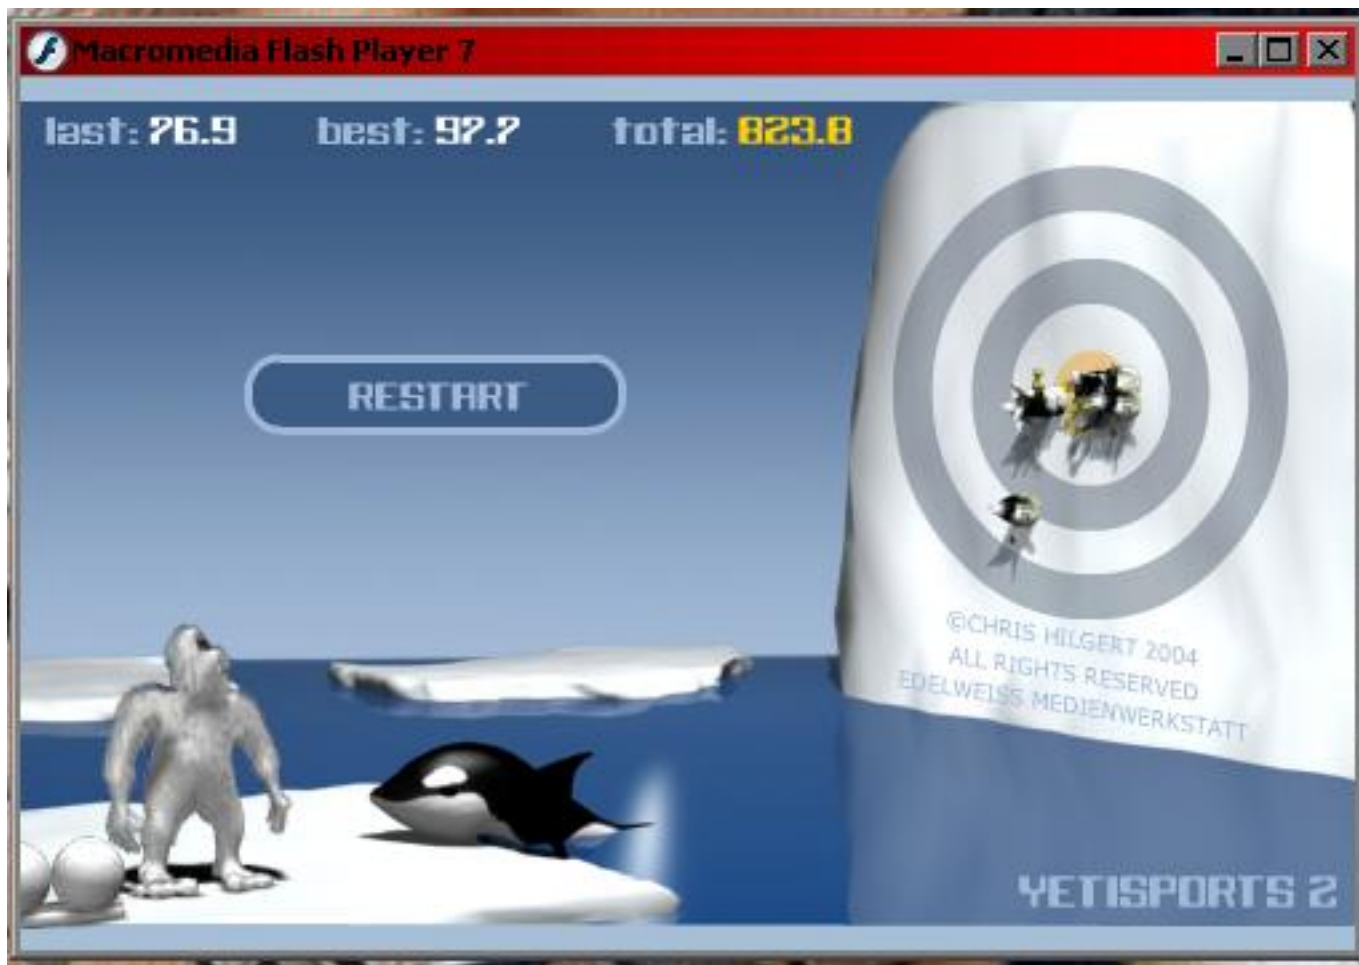 Macromedia Flash Player 7
last: 76.9 best: 97.7 total: 823.8
RESTART
©CHRIS HILGERT 2004
ALL RIGHTS RESERVED
EDELWEISS MEDIENWERKSTATT
YETISPORTS 2